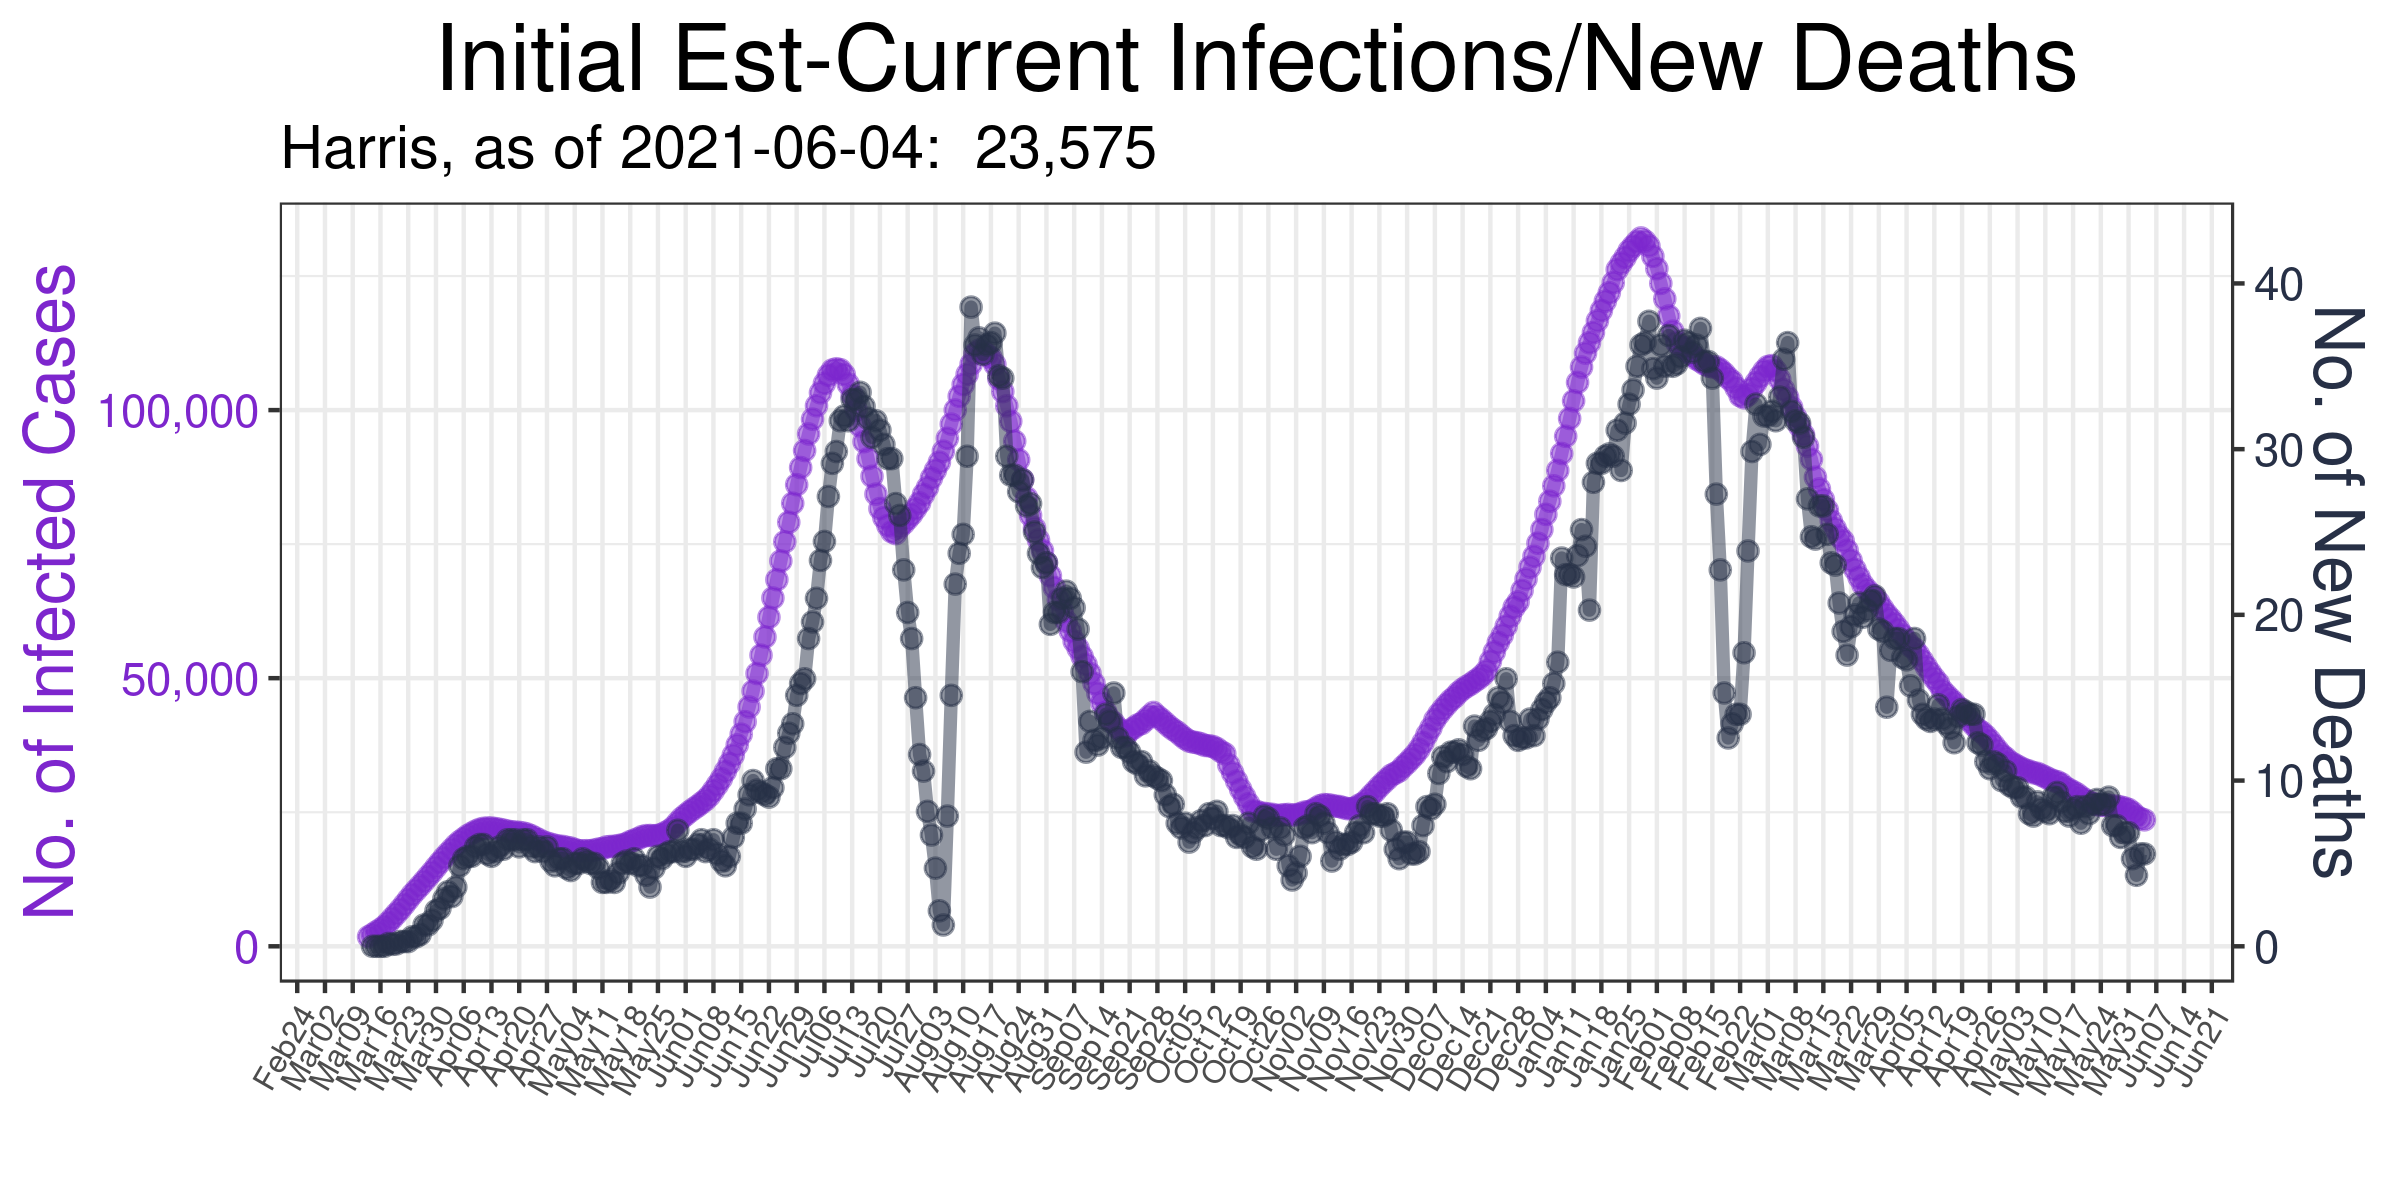 Initial Est-Current Infections/New Deaths
Harris, as of 2021-06-04:  23,575
No. of Infected Cases
100,000
50,000
0
40
30
20
10
0
No. of New Deaths
Feb24
Mar02
Mar09
Mar16
Mar23
Mar30
Apr06
Apr13
Apr20
Apr27
May04
May11
May18
May25
Jun01
Jun08
Jun15
Jun22
Jun29
Jul06
Jul13
Jul20
Jul27
Aug03
Aug10
Aug17
Aug24
Aug31
Sep07
Sep14
Sep21
Sep28
Oct05
Oct12
Oct19
Oct26
Nov02
Nov09
Nov16
Nov23
Nov30
Dec07
Dec14
Dec21
Dec28
Jan04
Jan11
Jan18
Jan25
Feb01
Feb08
Feb15
Feb22
Mar01
Mar08
Mar15
Mar22
Mar29
Apr05
Apr12
Apr19
Apr26
May03
May10
May17
May24
May31
Jun07
Jun14
Jun21